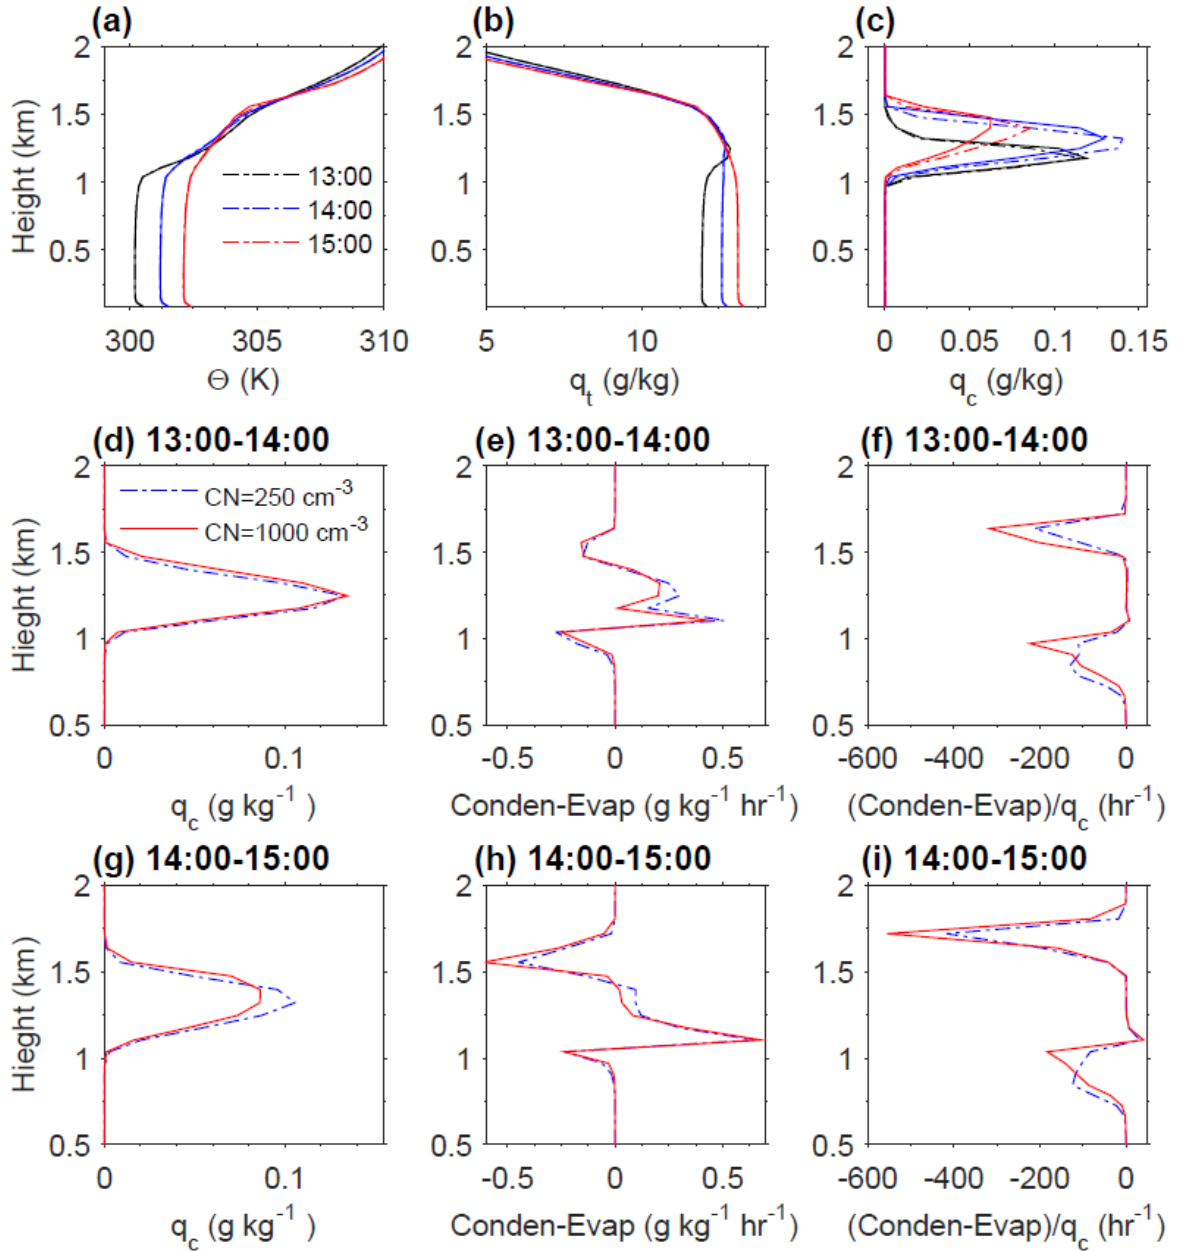 (a) (b) (c)
2 2 2
1.5 1.5 1.5
1 1 1
0.5 0.5 0.5
Height (km)
13:00
14:00
15:00
300 305 310 5 10 0 0.05 0.1 0.15
Θ (K) q_t (g/kg) q_c (g/kg)
(d) 13:00-14:00 (e) 13:00-14:00 (f) 13:00-14:00
2 2 2
CN=250 cm⁻³
CN=1000 cm⁻³
1.5 1.5 1.5
1 1 1
0.5 0.5 0.5
Hieght (km)
0 0.1 -0.5 0 0.5 -600 -400 -200 0
q_c (g kg⁻¹ ) Conden-Evap (g kg⁻¹ hr⁻¹) (Conden-Evap)/q_c (hr⁻¹)
(g) 14:00-15:00 (h) 14:00-15:00 (i) 14:00-15:00
2 2 2
1.5 1.5 1.5
1 1 1
0.5 0.5 0.5
Hieght (km)
0 0.1 -0.5 0 0.5 -600 -400 -200 0
q_c (g kg⁻¹ ) Conden-Evap (g kg⁻¹ hr⁻¹) (Conden-Evap)/q_c (hr⁻¹)